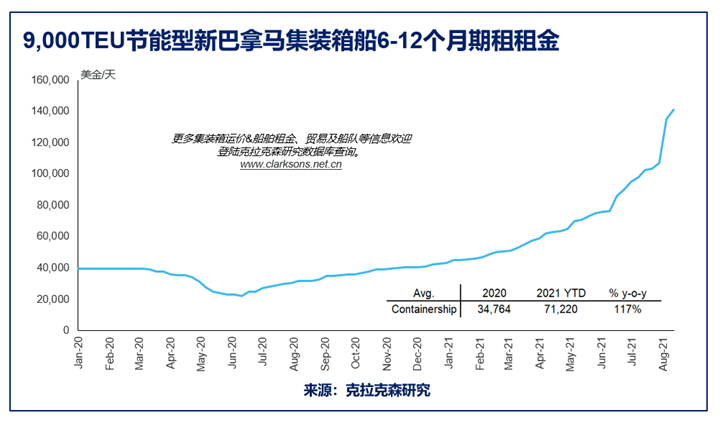 9,000TEU节能型新巴拿马集装箱船6-12个月期租租金
美金/天
160,000
140,000
120,000
100,000
80,000
60,000
40,000
20,000
0
更多集装箱运价&船舶租金、贸易及船队等信息欢迎
登陆克拉克森研究数据库查询。
www.clarksons.net.cn
Avg. 2020 2021 YTD % y-o-y
Containership 34,764 71,220 117%
Jan-20 Feb-20 Mar-20 Apr-20 May-20 Jun-20 Jul-20 Aug-20 Sep-20 Oct-20 Nov-20 Dec-20 Jan-21 Feb-21 Mar-21 Apr-21 May-21 Jun-21 Jul-21 Aug-21
来源：克拉克森研究